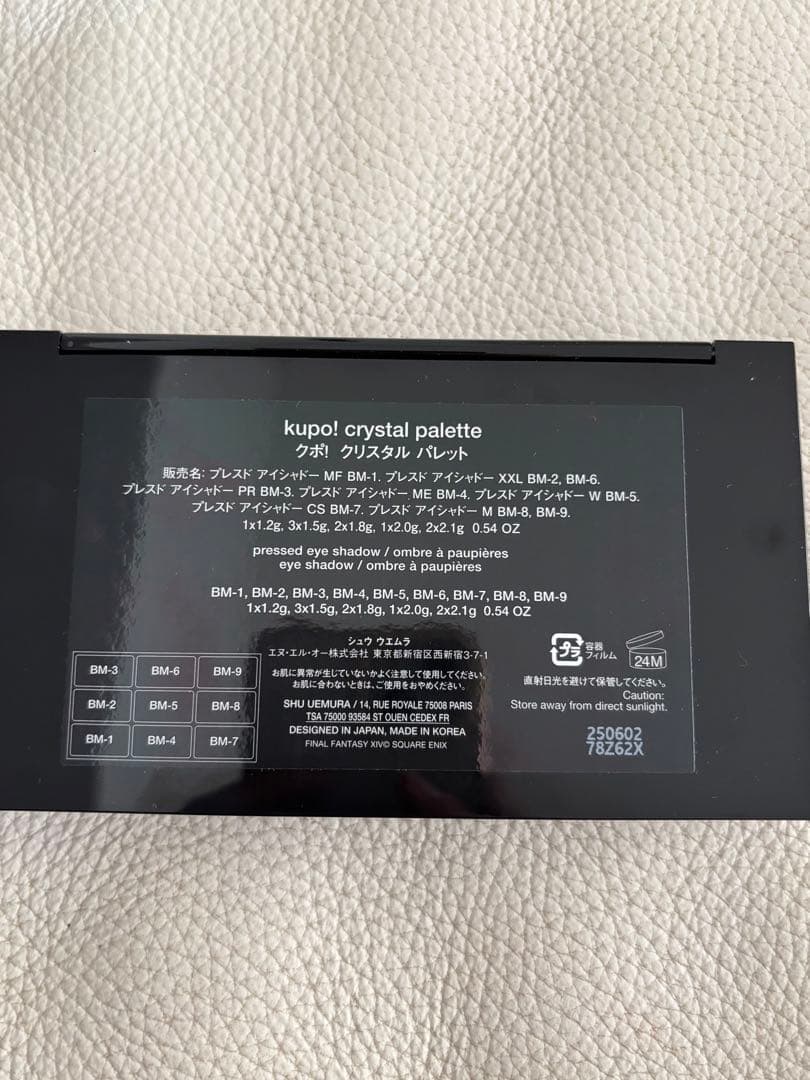 kupo! crystal palette
クポ! クリスタル パレット
販売名: プレスド アイシャドー MF BM-1. プレスド アイシャドー XXL BM-2, BM-6.
プレスド アイシャドー PR BM-3. プレスド アイシャドー ME BM-4. プレスド アイシャドー W BM-5.
プレスド アイシャドー CS BM-7. プレスド アイシャドー M BM-8, BM-9.
1x1.2g, 3x1.5g, 2x1.8g, 1x2.0g, 2x2.1g 0.54 OZ
pressed eye shadow / ombre à paupières
eye shadow / ombre à paupières
BM-1, BM-2, BM-3, BM-4, BM-5, BM-6, BM-7, BM-8, BM-9
1x1.2g, 3x1.5g, 2x1.8g, 1x2.0g, 2x2.1g 0.54 OZ
BM-3 BM-6 BM-9
BM-2 BM-5 BM-8
BM-1 BM-4 BM-7
シュウ ウエムラ
エヌ・エル・オー株式会社 東京都新宿区西新宿3-7-1
お肌に異常が生じていないかよく注意して使用してください。
お肌に合わないときは、ご使用をおやめください。
SHU UEMURA / 14, RUE ROYALE 75008 PARIS
TSA 75000 93584 ST OUEN CEDEX FR
DESIGNED IN JAPAN, MADE IN KOREA
FINAL FANTASY XIV© SQUARE ENIX
プラ 容器
フィルム
24M
直射日光を避けて保管してください。
Caution:
Store away from direct sunlight.
250602
78Z62X